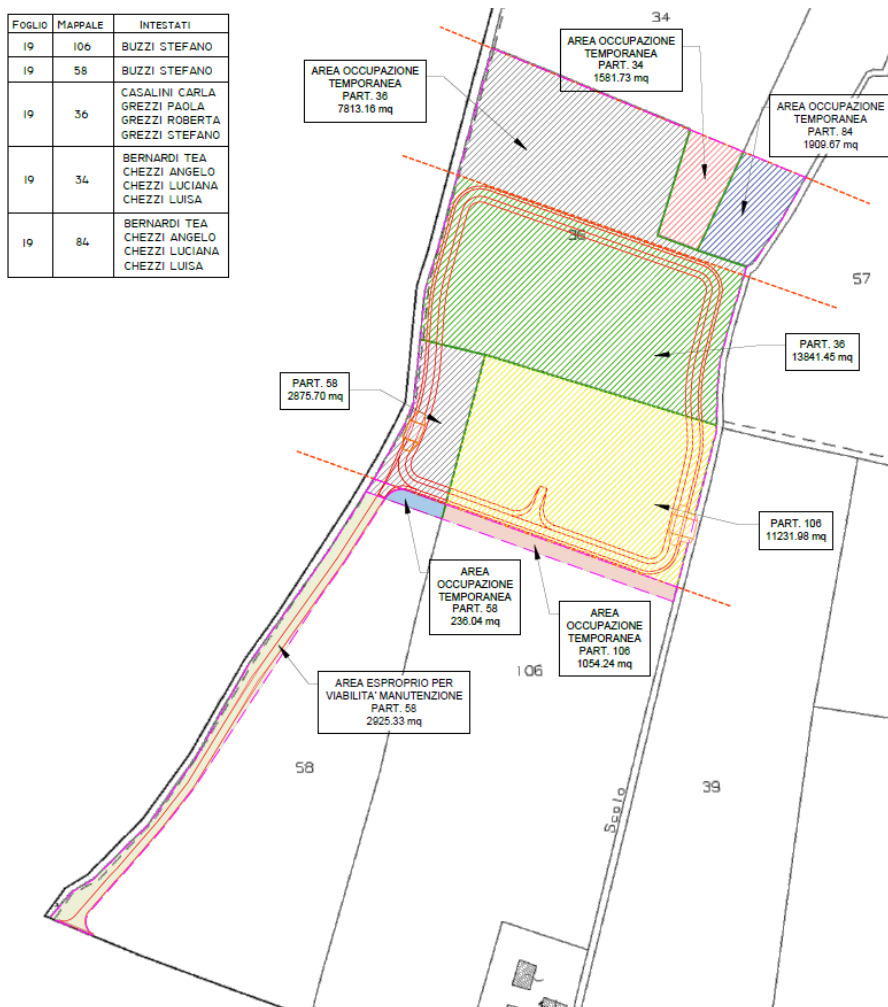 FOGLIO MAPPALE INTESTATI
19 106 BUZZI STEFANO
19 58 BUZZI STEFANO
19 36 CASALINI CARLA
GREZZI PAOLA
GREZZI ROBERTA
GREZZI STEFANO
19 34 BERNARDI TEA
CHEZZI ANGELO
CHEZZI LUCIANA
CHEZZI LUISA
19 84 BERNARDI TEA
CHEZZI ANGELO
CHEZZI LUCIANA
CHEZZI LUISA
34
AREA OCCUPAZIONE
TEMPORANEA
PART. 34
1581.73 mq
AREA OCCUPAZIONE
TEMPORANEA
PART. 36
7813.16 mq
AREA OCCUPAZIONE
TEMPORANEA
PART. 84
1909.67 mq
36
57
PART. 36
13841.45 mq
PART. 58
2875.70 mq
PART. 106
11231.98 mq
AREA
OCCUPAZIONE
TEMPORANEA
PART. 58
236.04 mq
AREA
OCCUPAZIONE
TEMPORANEA
PART. 106
1054.24 mq
106
AREA ESPROPRIO PER
VIABILITA' MANUTENZIONE
PART. 58
2925.33 mq
58
39
Scolo